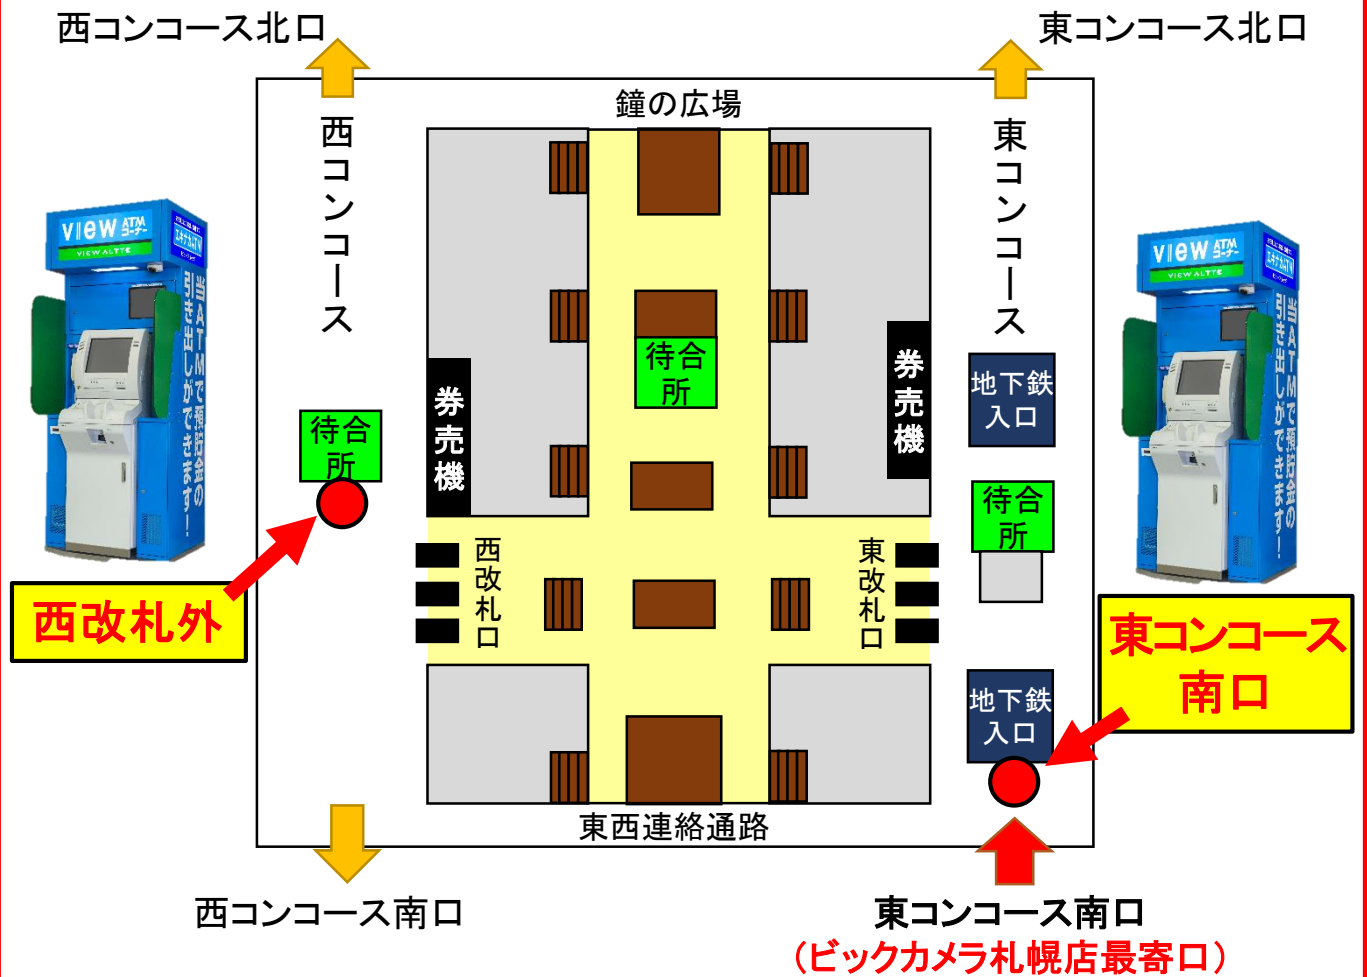 西コンコース北口
東コンコース北口
鐘の広場
西コンコース
東コンコース
VIEW ATMコーナー
VIEW ALTTE
当ATMで預貯金の
引き出しができます!
VIEW ATMコーナー
VIEW ALTTE
当ATMで預貯金の
引き出しができます!
待合
所
券売機
券売機
地下鉄
入口
待合
所
待合
所
西改札口
東改札口
西改札外
東コンコース
南口
地下鉄
入口
東西連絡通路
西コンコース南口
東コンコース南口
(ビックカメラ札幌店最寄口)